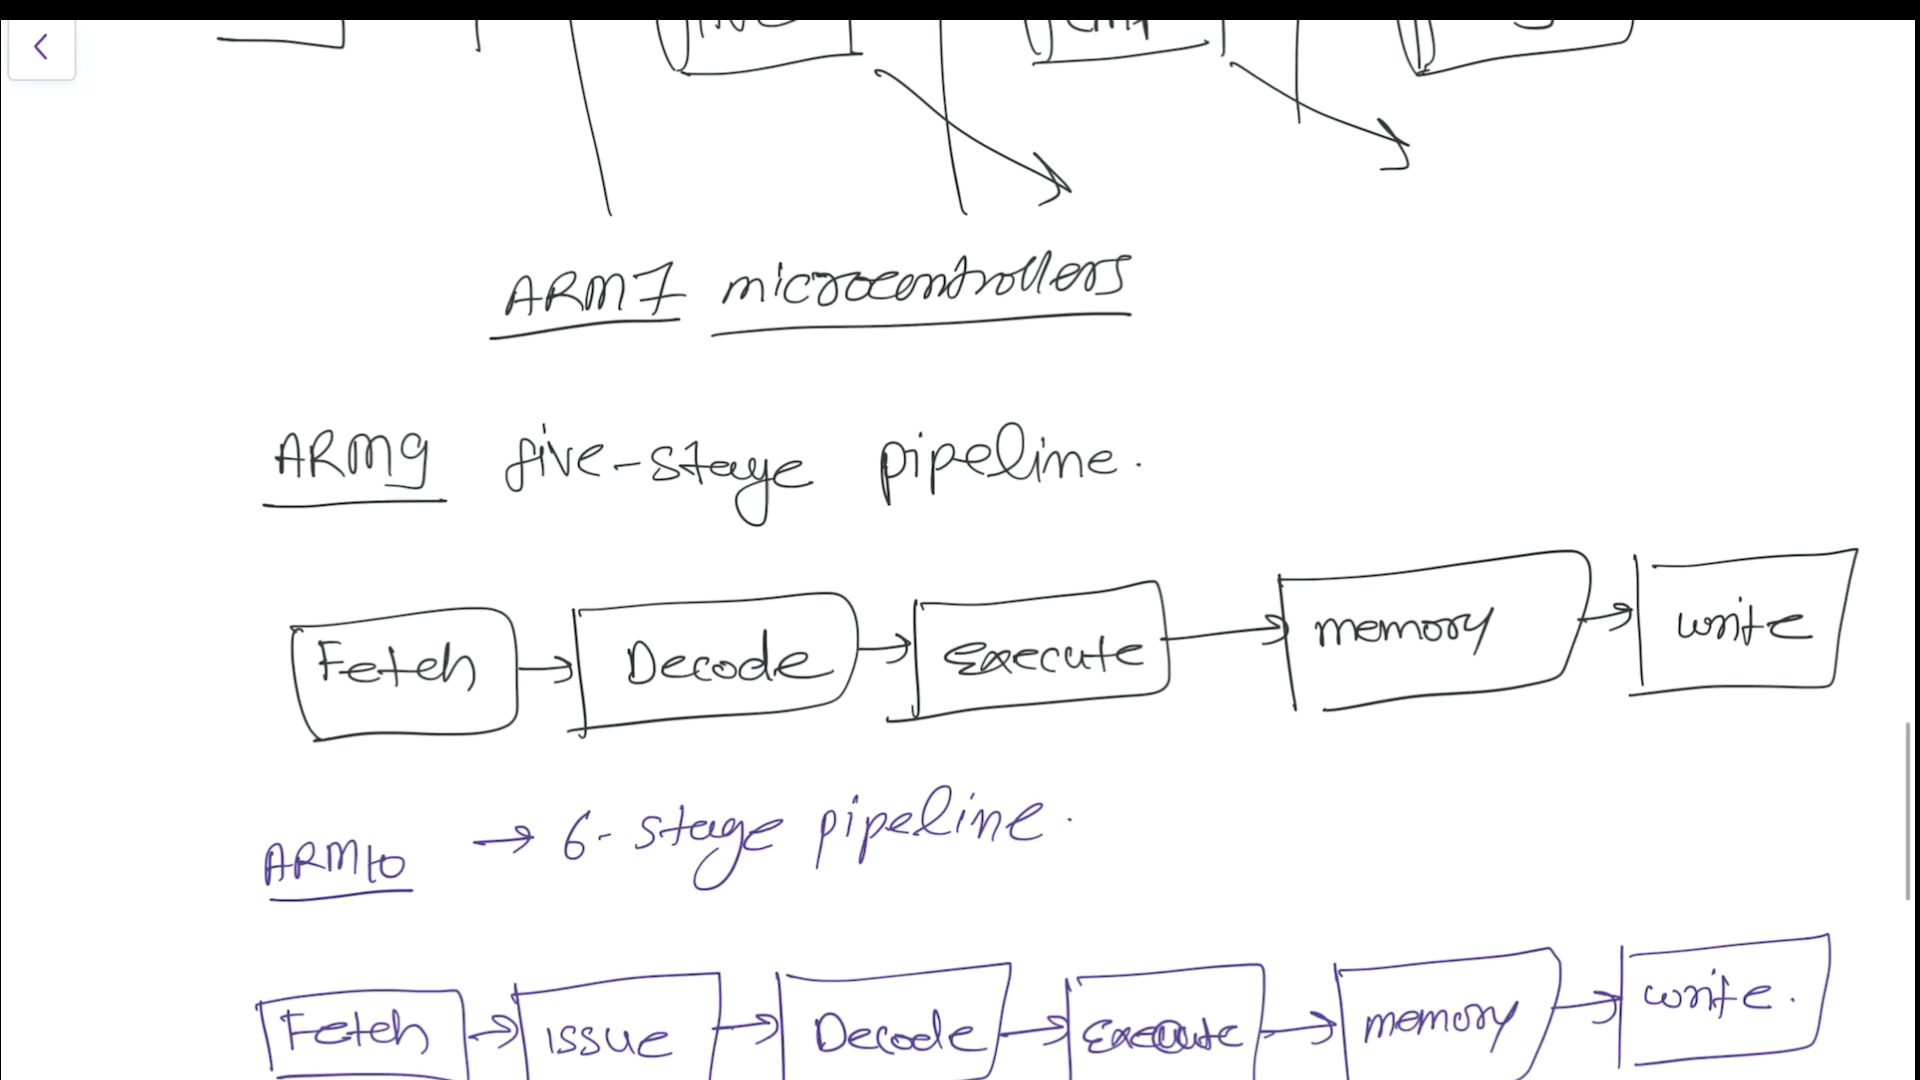 ARM7 microcontrollers
ARM9 five-stage pipeline.
Fetch → Decode → Execute → memory → write
ARM10 → 6-stage pipeline.
Fetch → issue → Decode → Execute → memory → write.